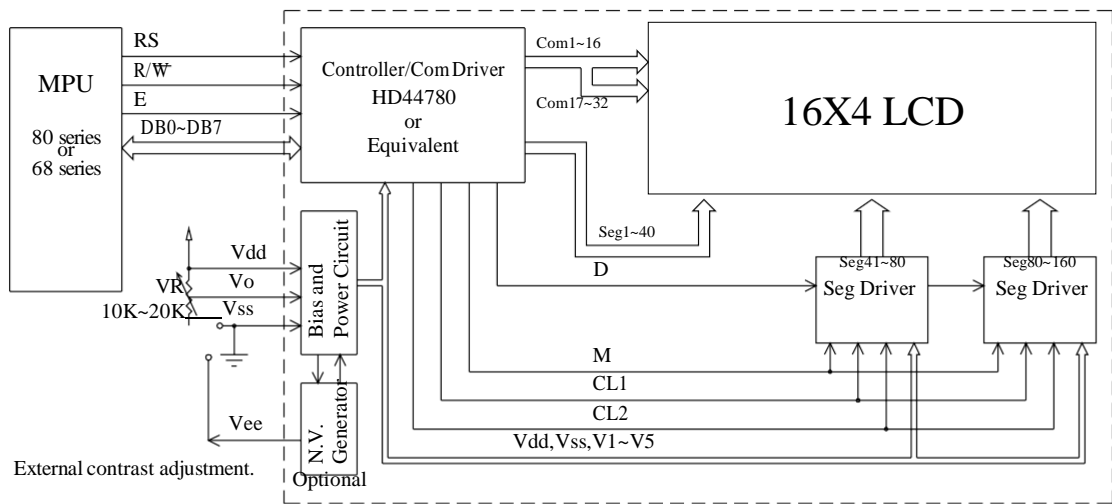 MPU
80 series
or
68 series
RS
R/W
E
DB0~DB7
Controller/Com Driver
HD44780
or
Equivalent
Com1~16
Com17~32
16X4 LCD
Seg1~40
D
Seg41~80
Seg Driver
Seg80~160
Seg Driver
Vdd
Vo
Vss
VR
10K~20K
Bias and
Power Circuit
M
CL1
CL2
Vdd,Vss,V1~V5
Vee
N.V.
Generator
Optional
External contrast adjustment.